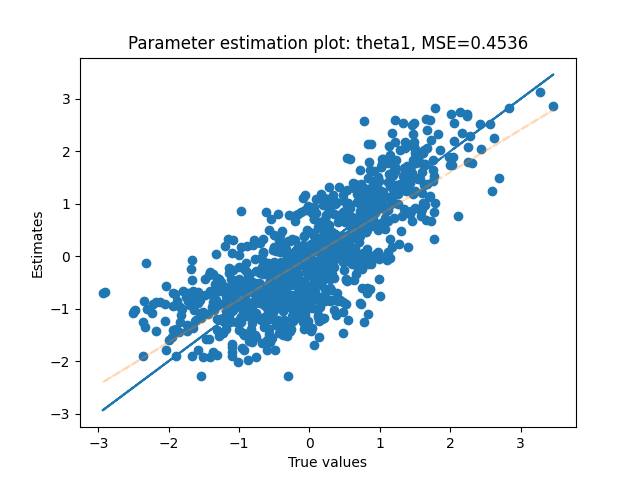 Parameter estimation plot: theta1, MSE=0.4536
3
2
1
0
−1
−2
−3
Estimates
−3 −2 −1 0 1 2 3
True values